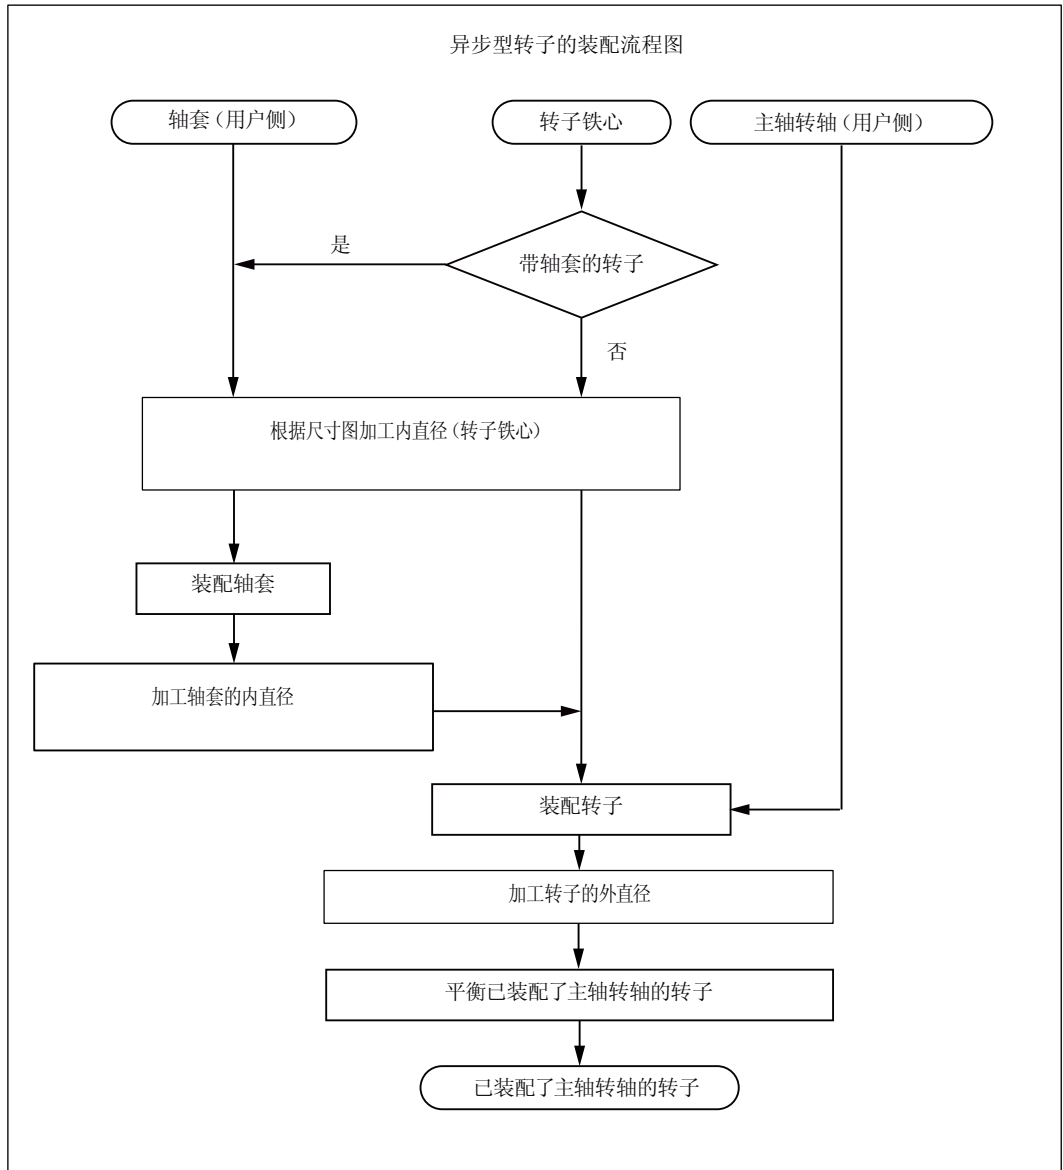 异步型转子的装配流程图
轴套（用户侧）
转子铁心
主轴转轴（用户侧）
是
带轴套的转子
否
根据尺寸图加工内直径（转子铁心）
装配轴套
加工轴套的内直径
装配转子
加工转子的外直径
平衡已装配了主轴转轴的转子
已装配了主轴转轴的转子